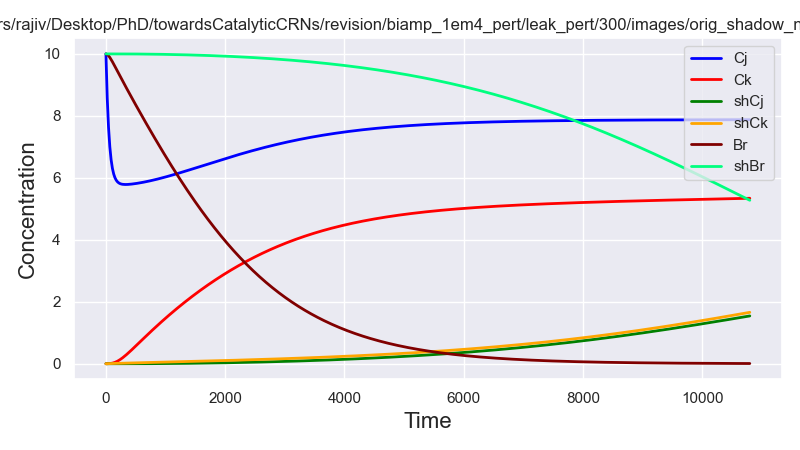 rs/rajiv/Desktop/PhD/towardsCatalyticCRNs/revision/biamp_1em4_pert/leak_pert/300/images/orig_shadow_n
Concentration
10
8
6
4
2
0
Cj
Ck
shCj
shCk
Br
shBr
0 2000 4000 6000 8000 10000
Time